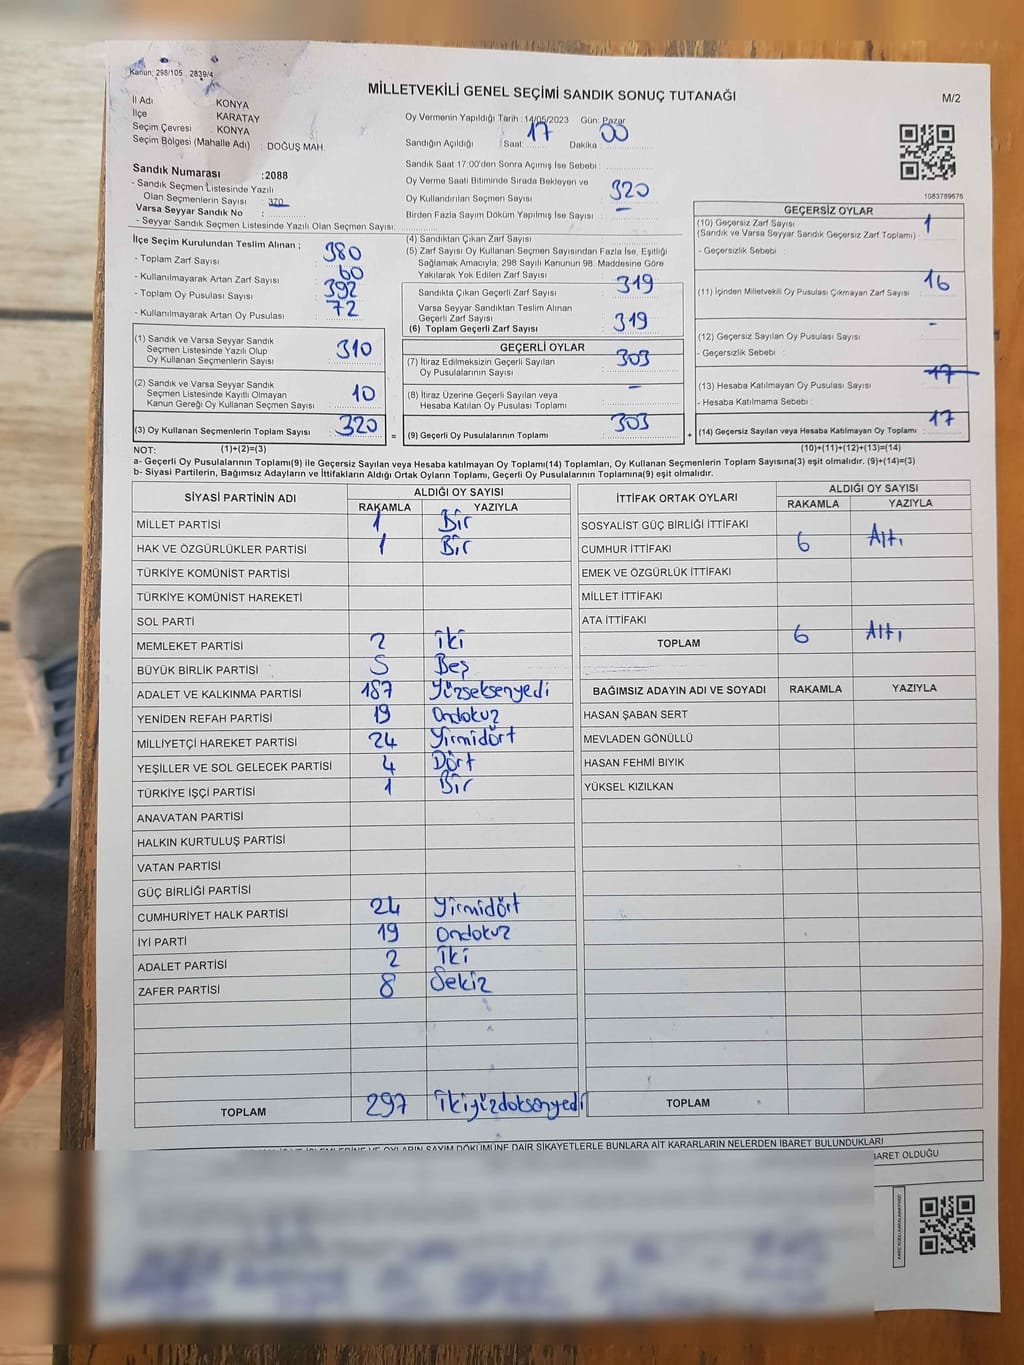 Kanun: 298/105 , 2839/4
MİLLETVEKİLİ GENEL SEÇİMİ SANDIK SONUÇ TUTANAĞI
M/2
İl Adı : KONYA
İlçe : KARATAY
Seçim Çevresi : KONYA
Seçim Bölgesi (Mahalle Adı) : DOĞUŞ MAH.
Oy Vermenin Yapıldığı Tarih : 14/05/2023 Gün: Pazar
Sandığın Açıldığı Saat: 17 Dakika 00
Sandık Saat 17:00'den Sonra Açımış İse Sebebi :
Oy Verme Saati Bitiminde Sırada Bekleyen ve
Oy Kullandırılan Seçmen Sayısı : 320
Birden Fazla Sayım Döküm Yapılmış İse Sayısı : -
1083789676
Sandık Numarası :2088
- Sandık Seçmen Listesinde Yazılı
Olan Seçmenlerin Sayısı : 370
Varsa Seyyar Sandık No :
- Seyyar Sandık Seçmen Listesinde Yazılı Olan Seçmen Sayısı:
İlçe Seçim Kurulundan Teslim Alınan ;
- Toplam Zarf Sayısı : 380
- Kullanılmayarak Artan Zarf Sayısı : 60
- Toplam Oy Pusulası Sayısı : 392
- Kullanılmayarak Artan Oy Pusulası : 72
(1) Sandık ve Varsa Seyyar Sandık
Seçmen Listesinde Yazılı Olup
Oy Kullanan Seçmenlerin Sayısı : 310
(2) Sandık ve Varsa Seyyar Sandık
Seçmen Listesinde Kayıtlı Olmayan
Kanun Gereği Oy Kullanan Seçmen Sayısı : 10
(3) Oy Kullanan Seçmenlerin Toplam Sayısı : 320
(1)+(2)=(3)
(4) Sandıktan Çıkan Zarf Sayısı :
(5) Zarf Sayısı Oy Kullanan Seçmen Sayısından Fazla İse, Eşitliği
Sağlamak Amacıyla; 298 Sayılı Kanunun 98. Maddesine Göre
Yakılarak Yok Edilen Zarf Sayısı :
Sandıkta Çıkan Geçerli Zarf Sayısı : 319
Varsa Seyyar Sandıktan Teslim Alınan
Geçerli Zarf Sayısı :
(6) Toplam Geçerli Zarf Sayısı : 319
GEÇERLİ OYLAR
(7) İtiraz Edilmeksizin Geçerli Sayılan
Oy Pusulalarının Sayısı : 303
(8) İtiraz Üzerine Geçerli Sayılan veya
Hesaba Katılan Oy Pusulası Toplamı : -
= (9) Geçerli Oy Pusulalarının Toplamı : 303 +
GEÇERSİZ OYLAR
(10) Geçersiz Zarf Sayısı : 1
(Sandık ve Varsa Seyyar Sandık Geçersiz Zarf Toplamı) :
- Geçersizlik Sebebi :
(11) İçinden Milletvekili Oy Pusulası Çıkmayan Zarf Sayısı : 16
(12) Geçersiz Sayılan Oy Pusulası Sayısı : -
- Geçersizlik Sebebi :
(13) Hesaba Katılmayan Oy Pusulası Sayısı : 17
- Hesaba Katılmama Sebebi :
(14) Geçersiz Sayılan veya Hesaba Katılmayan Oy Toplamı : 17
(10)+(11)+(12)+(13)=(14)
NOT:
a- Geçerli Oy Pusulalarının Toplamı(9) ile Geçersiz Sayılan veya Hesaba katılmayan Oy Toplamı(14) Toplamları, Oy Kullanan Seçmenlerin Toplam Sayısına(3) eşit olmalıdır. (9)+(14)=(3)
b- Siyasi Partilerin, Bağımsız Adayların ve İttifakların Aldığı Ortak Oyların Toplamı, Geçerli Oy Pusulalarının Toplamına(9) eşit olmalıdır.
SİYASİ PARTİNİN ADI ALDIĞI OY SAYISI
RAKAMLA YAZIYLA
MİLLET PARTİSİ 1 Bir
HAK VE ÖZGÜRLÜKLER PARTİSİ 1 Bir
TÜRKİYE KOMÜNİST PARTİSİ
TÜRKİYE KOMÜNİST HAREKETİ
SOL PARTİ
MEMLEKET PARTİSİ 2 iki
BÜYÜK BİRLİK PARTİSİ 5 Beş
ADALET VE KALKINMA PARTİSİ 187 Yüzseksenyedi
YENİDEN REFAH PARTİSİ 19 Ondokuz
MİLLİYETÇİ HAREKET PARTİSİ 24 Yirmidört
YEŞİLLER VE SOL GELECEK PARTİSİ 4 Dört
TÜRKİYE İŞÇİ PARTİSİ 1 Bir
ANAVATAN PARTİSİ
HALKIN KURTULUŞ PARTİSİ
VATAN PARTİSİ
GÜÇ BİRLİĞİ PARTİSİ
CUMHURİYET HALK PARTİSİ 24 Yirmidört
İYİ PARTİ 19 Ondokuz
ADALET PARTİSİ 2 İki
ZAFER PARTİSİ 8 Sekiz
TOPLAM 297 İkiyüzdoksanyedi
İTTİFAK ORTAK OYLARI ALDIĞI OY SAYISI
RAKAMLA YAZIYLA
SOSYALİST GÜÇ BİRLİĞİ İTTİFAKI
CUMHUR İTTİFAKI 6 Altı
EMEK VE ÖZGÜRLÜK İTTİFAKI
MİLLET İTTİFAKI
ATA İTTİFAKI
TOPLAM 6 Altı
BAĞIMSIZ ADAYIN ADI VE SOYADI RAKAMLA YAZIYLA
HASAN ŞABAN SERT
MEVLADEN GÖNÜLLÜ
HASAN FEHMİ BIYIK
YÜKSEL KIZILKAN
TOPLAM
OYLARIN SAYIM DÖKÜMÜNE DAİR ŞİKAYETLERLE BUNLARA AİT KARARLARIN NELERDEN İBARET BULUNDUKLARI
OLDUĞU